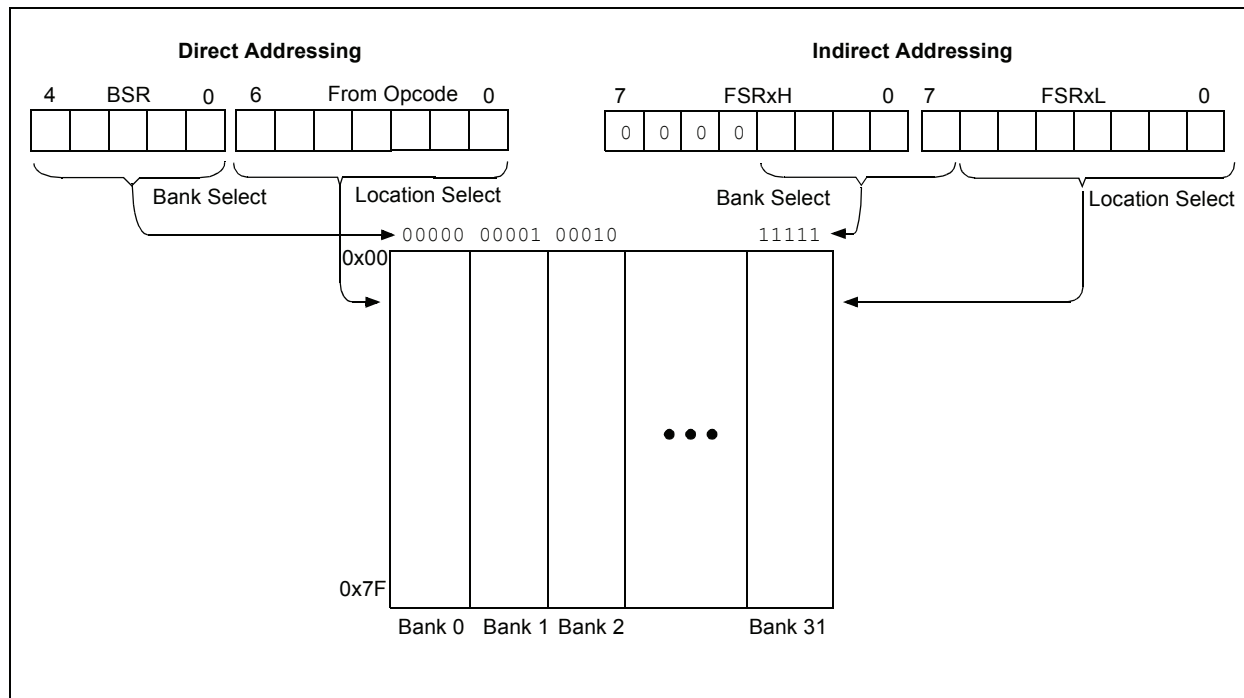 Direct Addressing
Indirect Addressing
4 BSR 0 6 From Opcode 0
7 FSRxH 0 7 FSRxL 0
0 0 0 0
Bank Select Location Select
Bank Select Location Select
00000 00001 00010 11111
0x00
0x7F
Bank 0 Bank 1 Bank 2 Bank 31